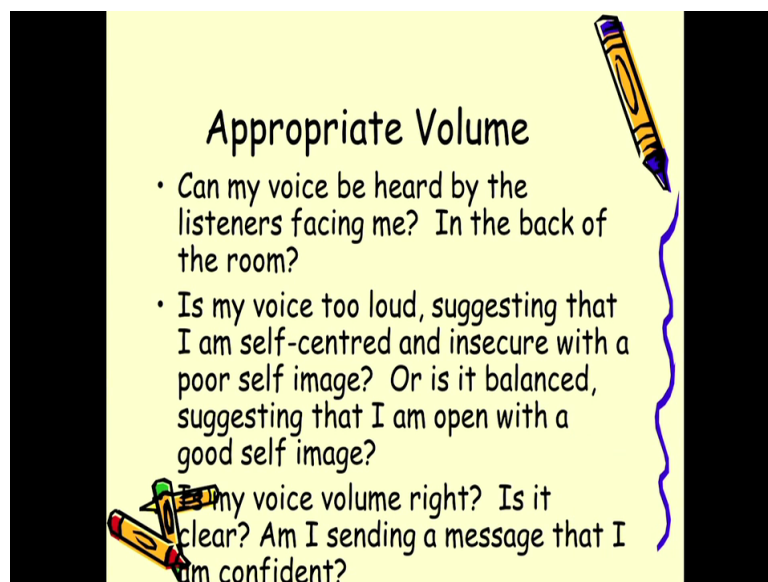 Appropriate Volume
• Can my voice be heard by the
listeners facing me?  In the back of
the room?
• Is my voice too loud, suggesting that
I am self-centred and insecure with a
poor self image?  Or is it balanced,
suggesting that I am open with a
good self image?
Is my voice volume right?  Is it
clear? Am I sending a message that I
am confident?